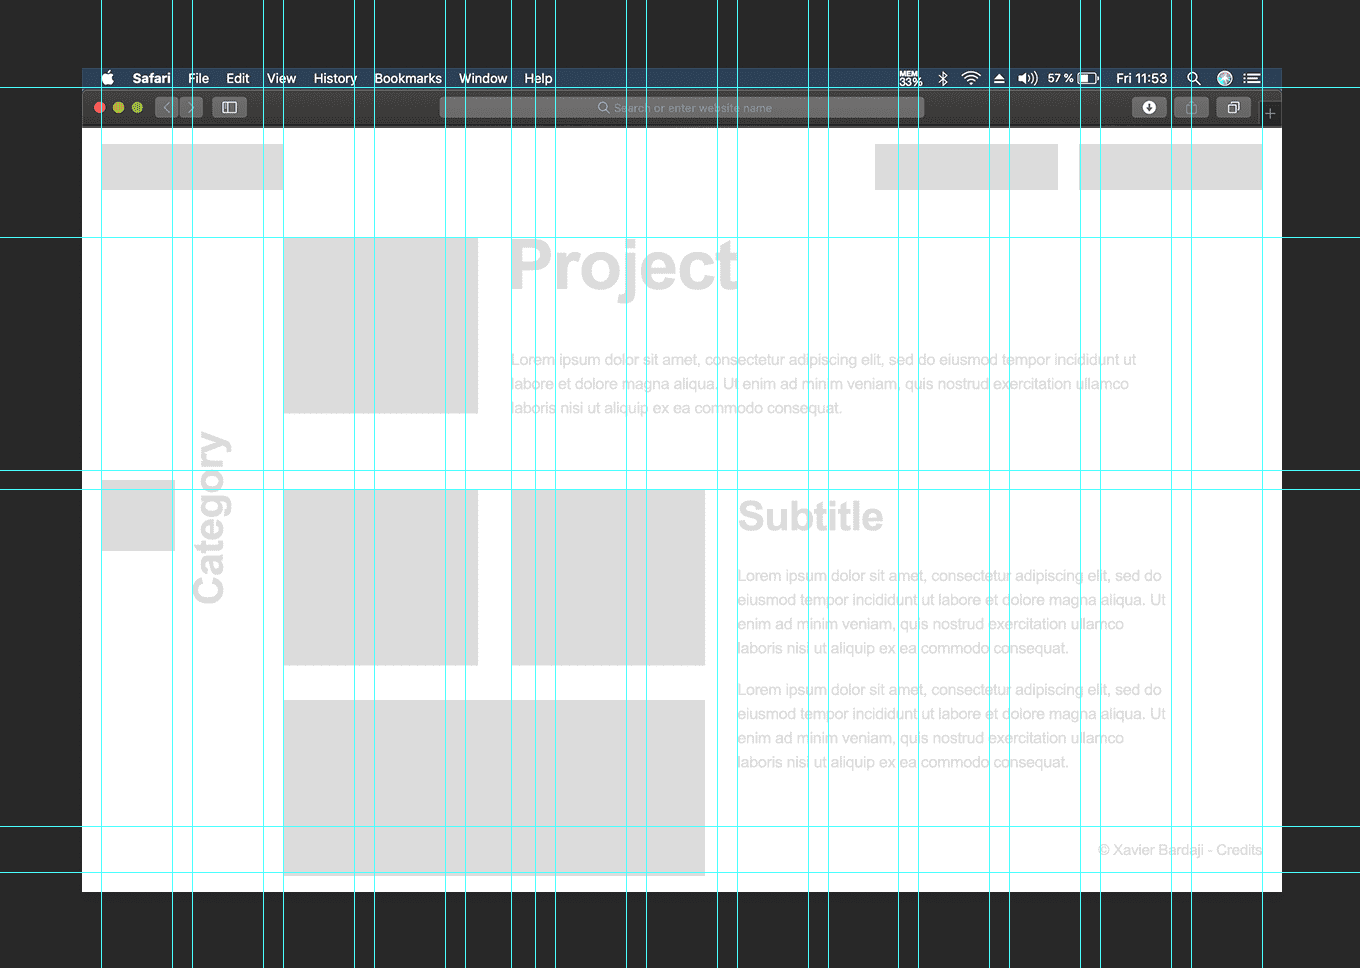 Safari File Edit View History Bookmarks Window Help MEM 33% 57 % Fri 11:53
Search or enter website name
Project
Lorem ipsum dolor sit amet, consectetur adipiscing elit, sed do eiusmod tempor incididunt ut
labore et dolore magna aliqua. Ut enim ad minim veniam, quis nostrud exercitation ullamco
laboris nisi ut aliquip ex ea commodo consequat.
Category
Subtitle
Lorem ipsum dolor sit amet, consectetur adipiscing elit, sed do
eiusmod tempor incididunt ut labore et dolore magna aliqua. Ut
enim ad minim veniam, quis nostrud exercitation ullamco
laboris nisi ut aliquip ex ea commodo consequat.
Lorem ipsum dolor sit amet, consectetur adipiscing elit, sed do
eiusmod tempor incididunt ut labore et dolore magna aliqua. Ut
enim ad minim veniam, quis nostrud exercitation ullamco
laboris nisi ut aliquip ex ea commodo consequat.
© Xavier Bardaji - Credits